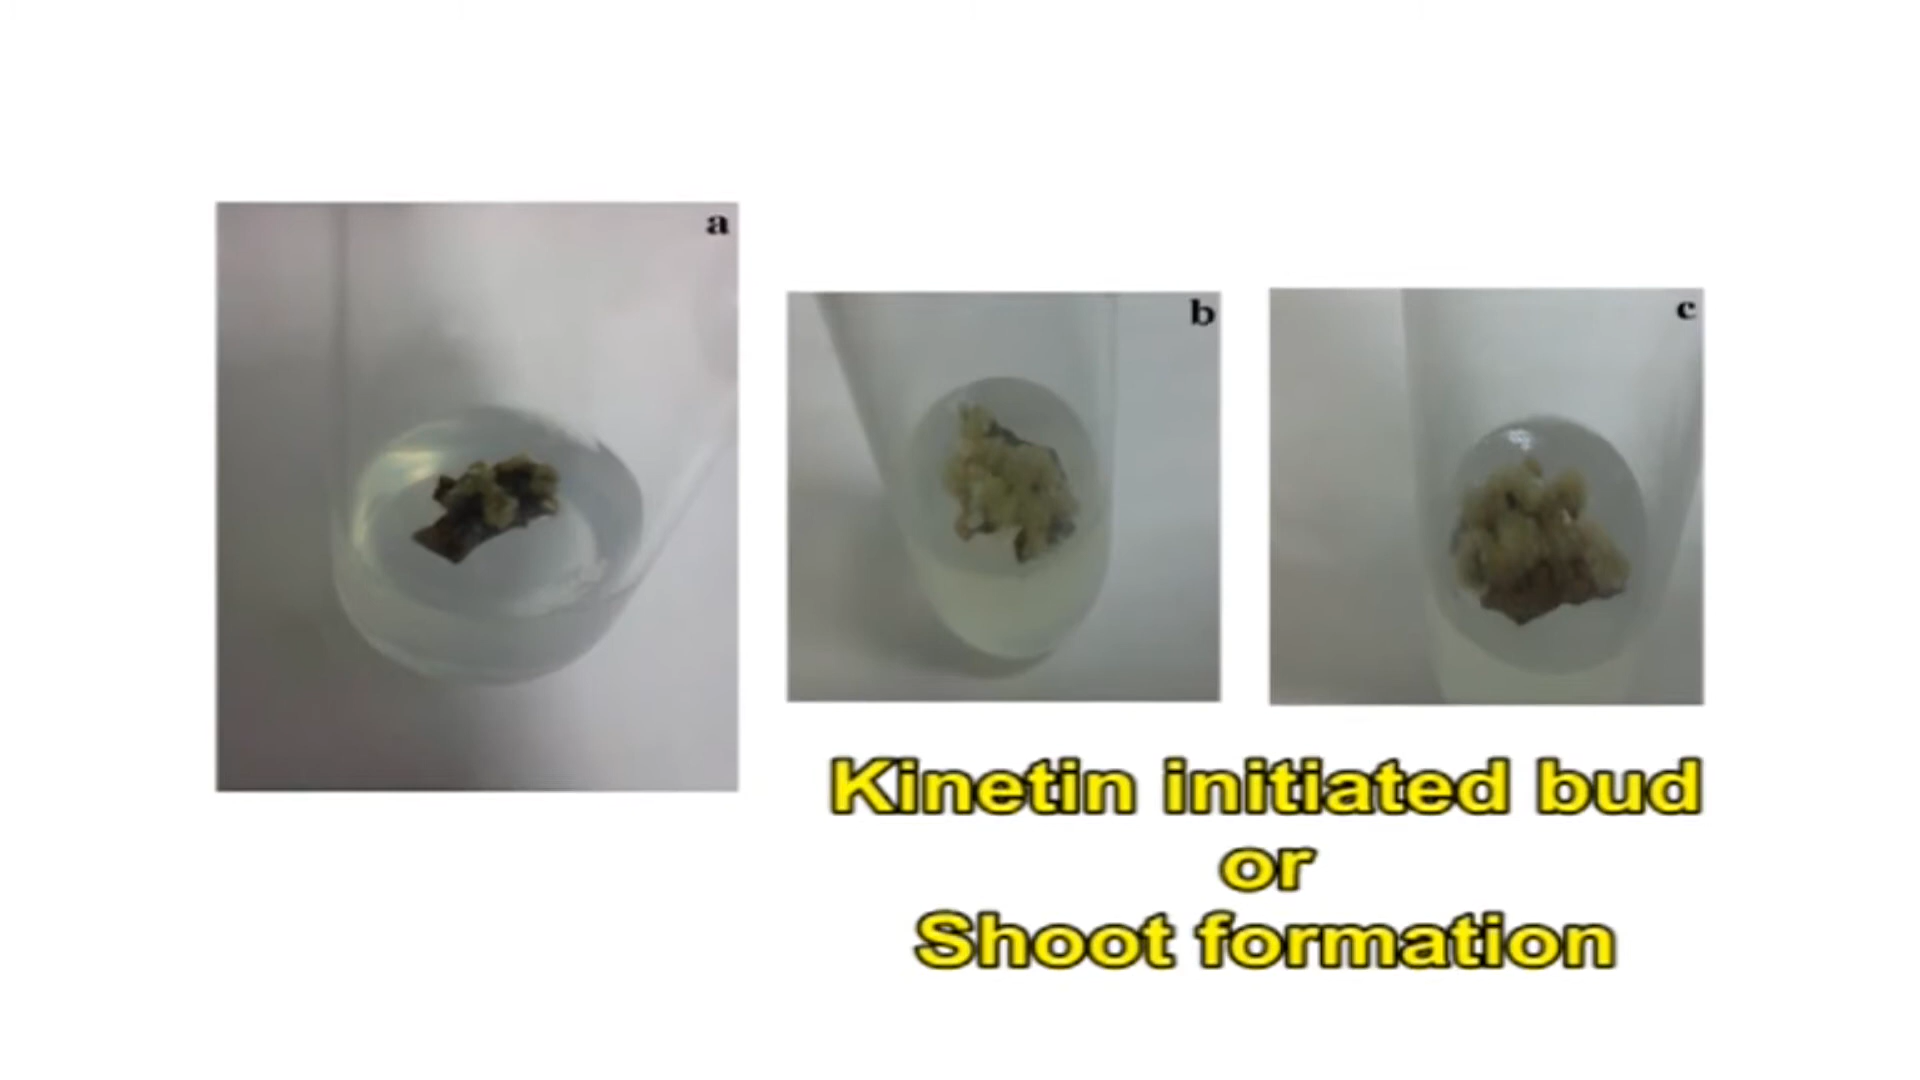 a
b
c
Kinetin initiated bud
or
Shoot formation